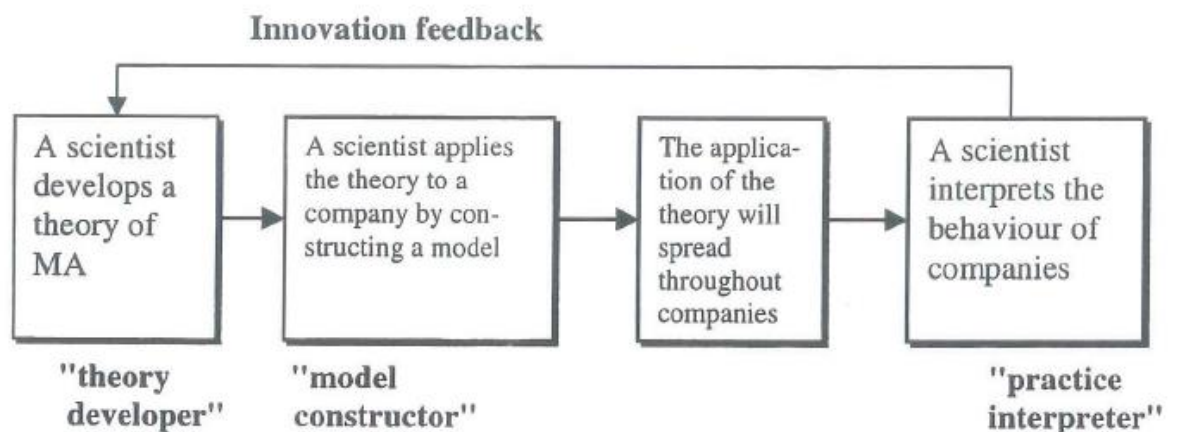 Innovation feedback
A scientist
develops a
theory of
MA
A scientist applies
the theory to a
company by con-
structing a model
The applica-
tion of the
theory will
spread
throughout
companies
A scientist
interprets the
behaviour of
companies
"theory
developer"
"model
constructor"
"practice
interpreter"